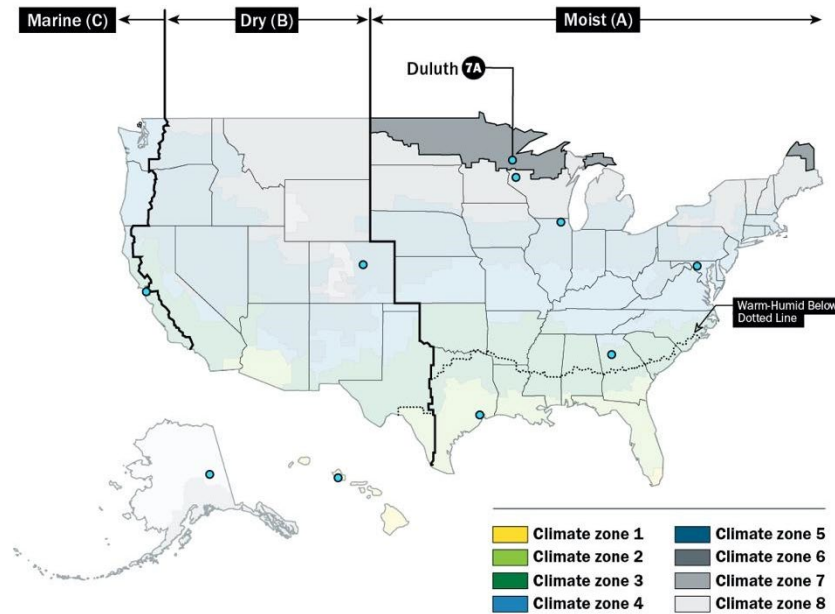 Marine (C)
Dry (B)
Moist (A)
Duluth 7A
Warm-Humid Below
Dotted Line
Climate zone 1
Climate zone 2
Climate zone 3
Climate zone 4
Climate zone 5
Climate zone 6
Climate zone 7
Climate zone 8